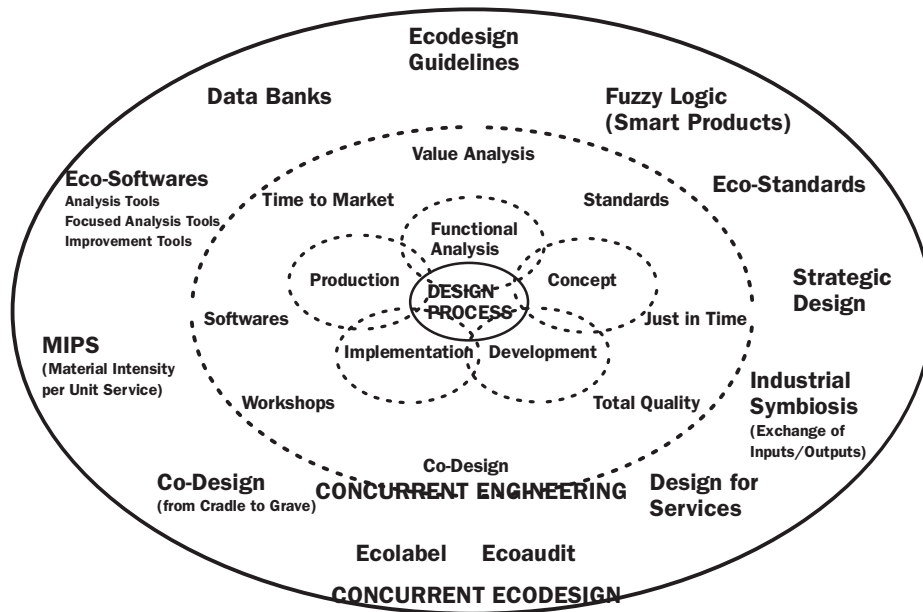 Ecodesign
Guidelines
Data Banks
Fuzzy Logic
(Smart Products)
Value Analysis
Eco-Softwares
Analysis Tools
Focused Analysis Tools
Improvement Tools
Time to Market
Standards
Eco-Standards
Functional
Analysis
Production
Concept
DESIGN
PROCESS
Strategic
Design
Softwares
Just in Time
MIPS
(Material Intensity
per Unit Service)
Implementation
Development
Industrial
Symbiosis
(Exchange of
Inputs/Outputs)
Workshops
Total Quality
Co-Design
(from Cradle to Grave)
Co-Design
CONCURRENT ENGINEERING
Design for
Services
Ecolabel
Ecoaudit
CONCURRENT ECODESIGN